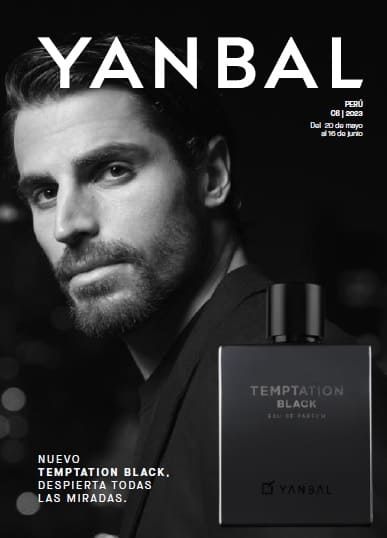 YANBAL
PERÚ
06 | 2023
Del 20 de mayo
al 16 de junio
TEMPTATION
BLACK
EAU DE PARFUM
YANBAL
NUEVO
TEMPTATION BLACK,
DESPIERTA TODAS
LAS MIRADAS.